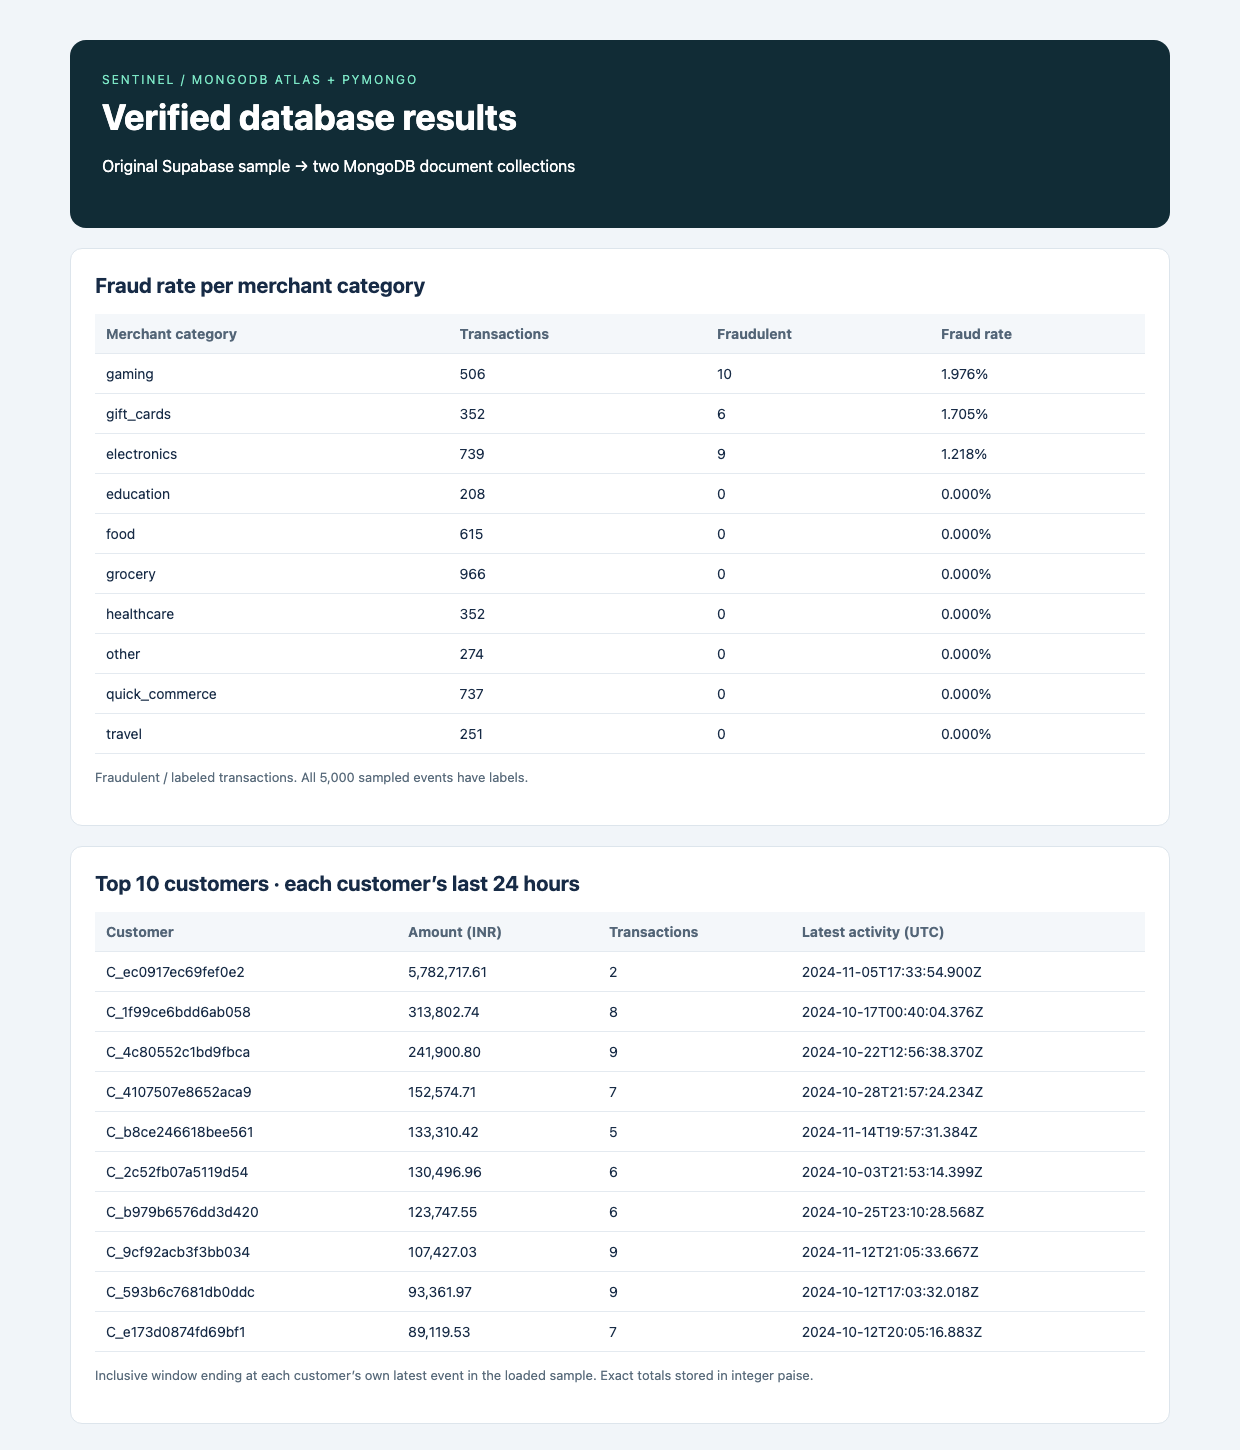 SENTINEL / MONGODB ATLAS + PYMONGO
Verified database results
Original Supabase sample → two MongoDB document collections
Fraud rate per merchant category
Merchant category Transactions Fraudulent Fraud rate
gaming 506 10 1.976%
gift_cards 352 6 1.705%
electronics 739 9 1.218%
education 208 0 0.000%
food 615 0 0.000%
grocery 966 0 0.000%
healthcare 352 0 0.000%
other 274 0 0.000%
quick_commerce 737 0 0.000%
travel 251 0 0.000%
Fraudulent / labeled transactions. All 5,000 sampled events have labels.
Top 10 customers · each customer’s last 24 hours
Customer Amount (INR) Transactions Latest activity (UTC)
C_ec0917ec69fef0e2 5,782,717.61 2 2024-11-05T17:33:54.900Z
C_1f99ce6bdd6ab058 313,802.74 8 2024-10-17T00:40:04.376Z
C_4c80552c1bd9fbca 241,900.80 9 2024-10-22T12:56:38.370Z
C_4107507e8652aca9 152,574.71 7 2024-10-28T21:57:24.234Z
C_b8ce246618bee561 133,310.42 5 2024-11-14T19:57:31.384Z
C_2c52fb07a5119d54 130,496.96 6 2024-10-03T21:53:14.399Z
C_b979b6576dd3d420 123,747.55 6 2024-10-25T23:10:28.568Z
C_9cf92acb3f3bb034 107,427.03 9 2024-11-12T21:05:33.667Z
C_593b6c7681db0ddc 93,361.97 9 2024-10-12T17:03:32.018Z
C_e173d0874fd69bf1 89,119.53 7 2024-10-12T20:05:16.883Z
Inclusive window ending at each customer’s own latest event in the loaded sample. Exact totals stored in integer paise.